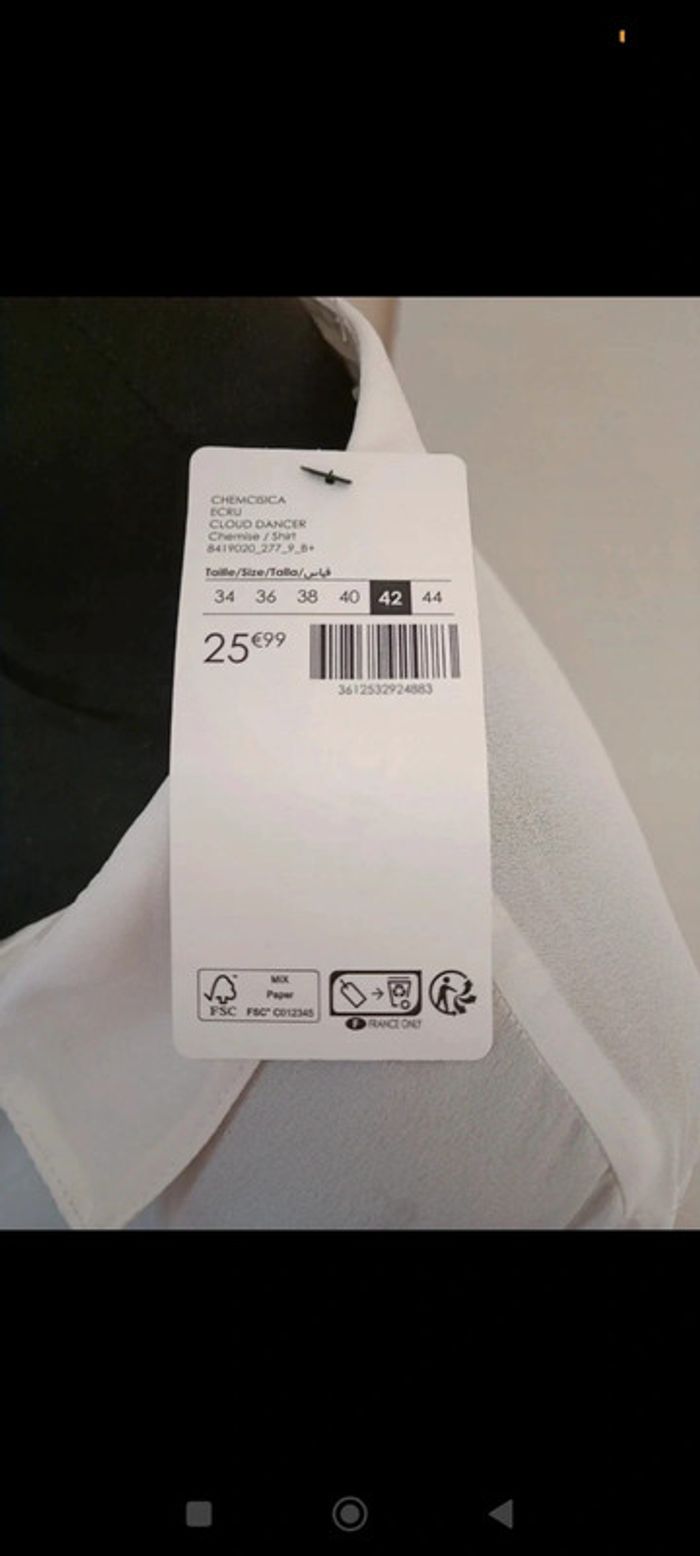 CHEMCISICA
ECRU
CLOUD DANCER
Chemise / Shirt
8419020_277_9_B+
Taille/Size/Talla/قياس
34 36 38 40 42 44
25€99
3612532924883
FSC™
MIX
Paper
FSC® C012345
F FRANCE ONLY